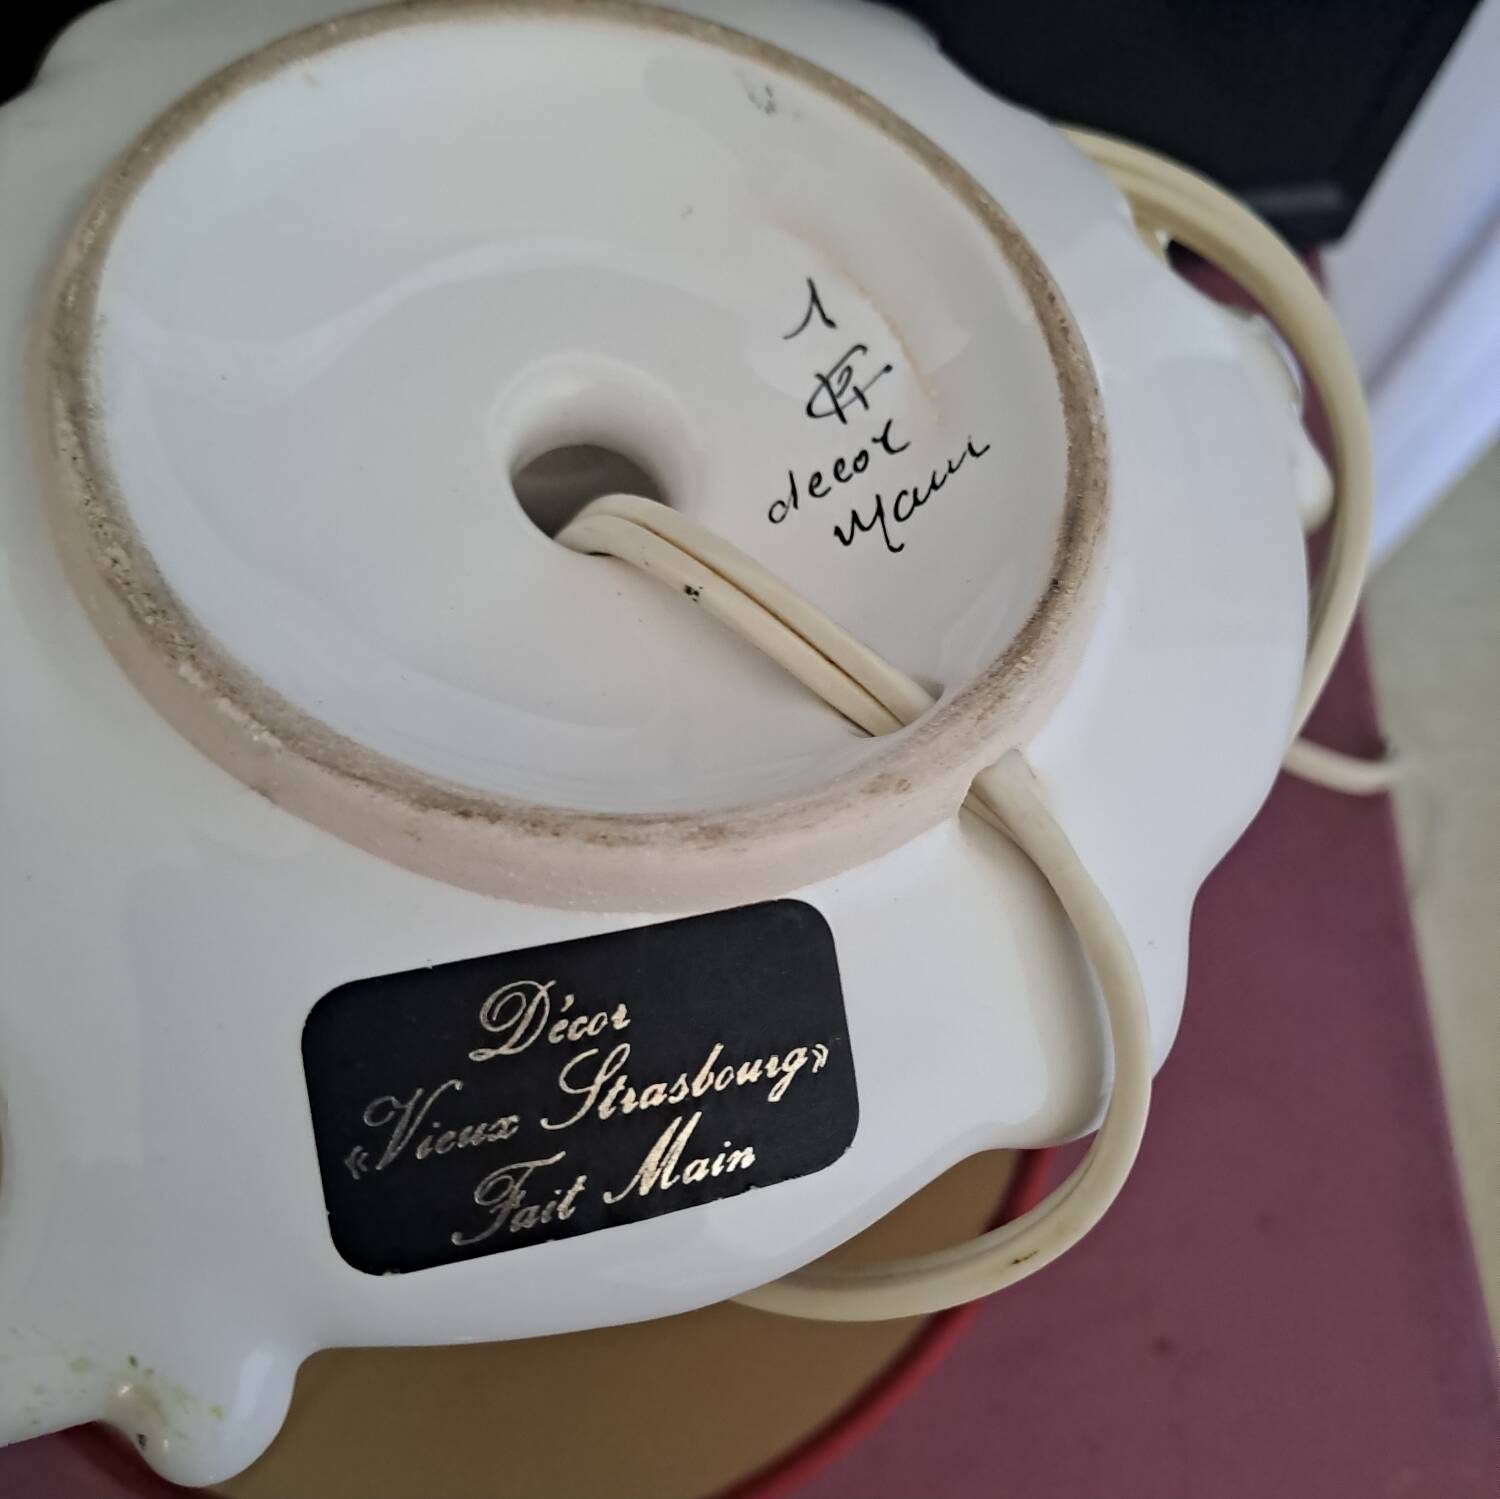 1
decor
Main
Décor
«Vieux Strasbourg»
Fait Main